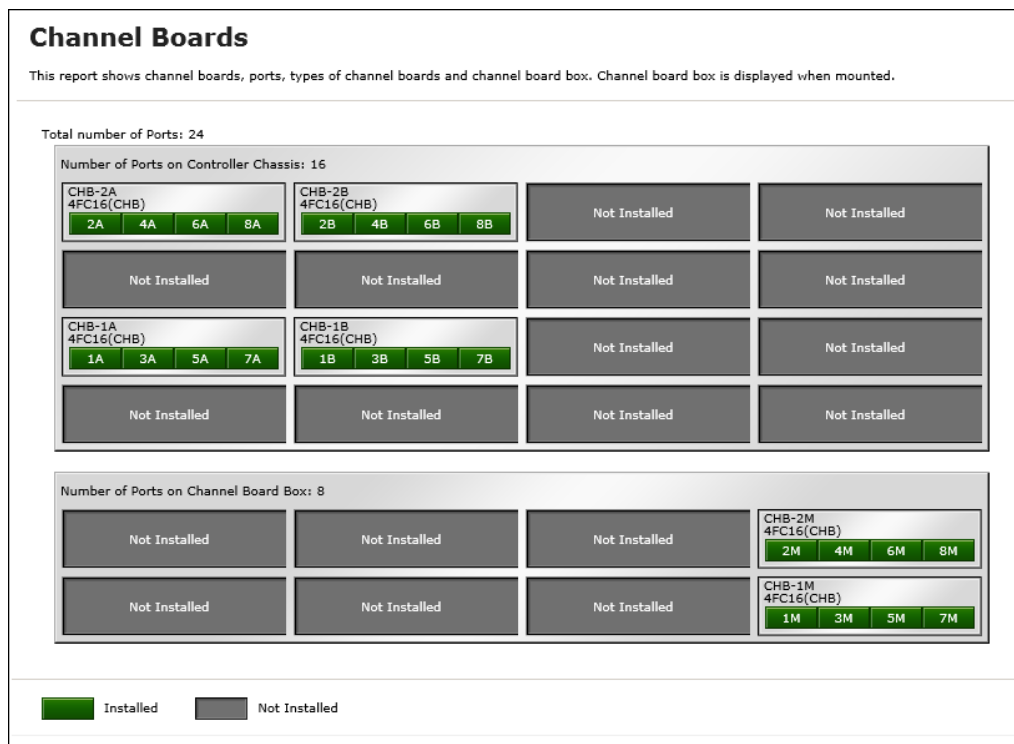 Channel Boards
This report shows channel boards, ports, types of channel boards and channel board box. Channel board box is displayed when mounted.
Total number of Ports: 24
Number of Ports on Controller Chassis: 16
CHB-2A
4FC16(CHB)
2A 4A 6A 8A
CHB-2B
4FC16(CHB)
2B 4B 6B 8B
Not Installed
Not Installed
Not Installed
Not Installed
Not Installed
Not Installed
CHB-1A
4FC16(CHB)
1A 3A 5A 7A
CHB-1B
4FC16(CHB)
1B 3B 5B 7B
Not Installed
Not Installed
Not Installed
Not Installed
Not Installed
Not Installed
Number of Ports on Channel Board Box: 8
Not Installed
Not Installed
Not Installed
CHB-2M
4FC16(CHB)
2M 4M 6M 8M
Not Installed
Not Installed
Not Installed
CHB-1M
4FC16(CHB)
1M 3M 5M 7M
Installed
Not Installed